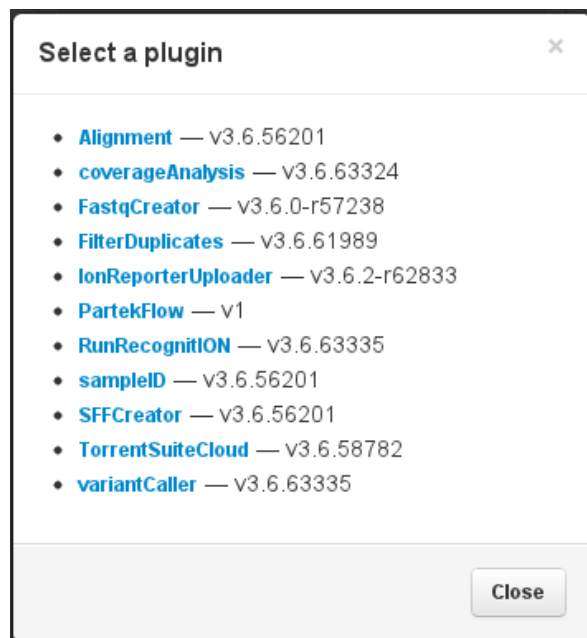 Select a plugin
×
• Alignment — v3.6.56201
• coverageAnalysis — v3.6.63324
• FastqCreator — v3.6.0-r57238
• FilterDuplicates — v3.6.61989
• IonReporterUploader — v3.6.2-r62833
• PartekFlow — v1
• RunRecognitION — v3.6.63335
• sampleID — v3.6.56201
• SFFCreator — v3.6.56201
• TorrentSuiteCloud — v3.6.58782
• variantCaller — v3.6.63335
Close